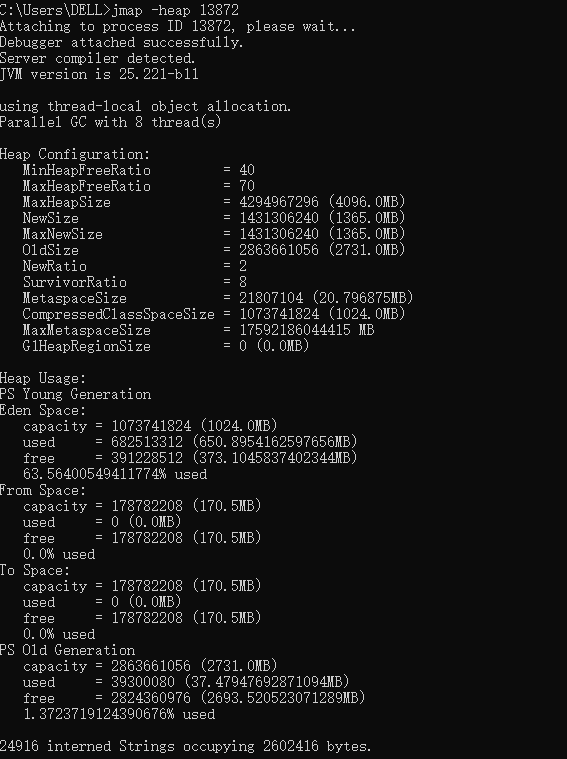 C:\Users\DELL>jmap -heap 13872
Attaching to process ID 13872, please wait...
Debugger attached successfully.
Server compiler detected.
JVM version is 25.221-b11

using thread-local object allocation.
Parallel GC with 8 thread(s)

Heap Configuration:
   MinHeapFreeRatio         = 40
   MaxHeapFreeRatio         = 70
   MaxHeapSize              = 4294967296 (4096.0MB)
   NewSize                  = 1431306240 (1365.0MB)
   MaxNewSize               = 1431306240 (1365.0MB)
   OldSize                  = 2863661056 (2731.0MB)
   NewRatio                 = 2
   SurvivorRatio            = 8
   MetaspaceSize            = 21807104 (20.796875MB)
   CompressedClassSpaceSize = 1073741824 (1024.0MB)
   MaxMetaspaceSize         = 17592186044415 MB
   G1HeapRegionSize         = 0 (0.0MB)

Heap Usage:
PS Young Generation
Eden Space:
   capacity = 1073741824 (1024.0MB)
   used     = 682513312 (650.8954162597656MB)
   free     = 391228512 (373.1045837402344MB)
   63.56400549411774% used
From Space:
   capacity = 178782208 (170.5MB)
   used     = 0 (0.0MB)
   free     = 178782208 (170.5MB)
   0.0% used
To Space:
   capacity = 178782208 (170.5MB)
   used     = 0 (0.0MB)
   free     = 178782208 (170.5MB)
   0.0% used
PS Old Generation
   capacity = 2863661056 (2731.0MB)
   used     = 39300080 (37.47947692871094MB)
   free     = 2824360976 (2693.520523071289MB)
   1.3723719124390676% used

24916 interned Strings occupying 2602416 bytes.